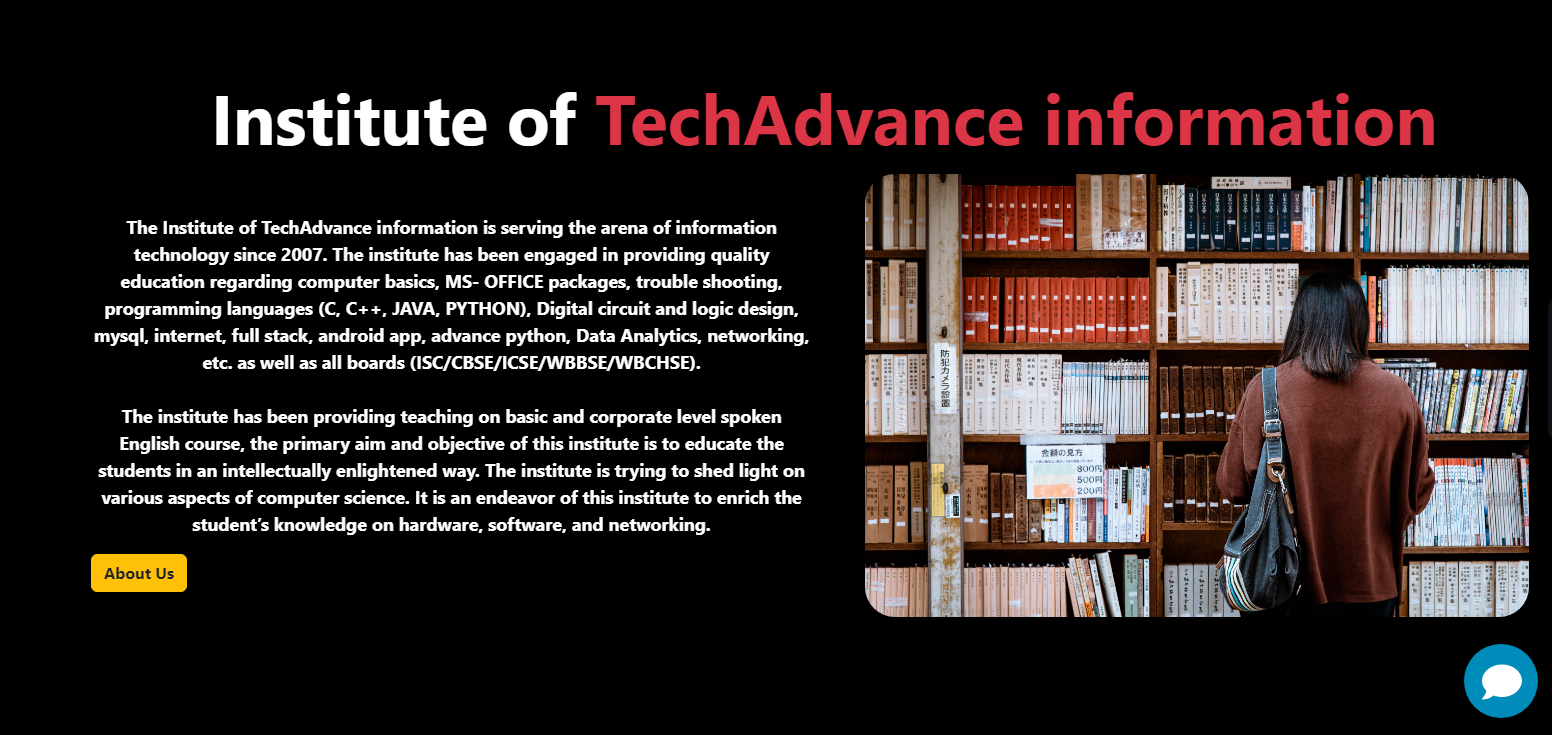 Institute of TechAdvance information
The Institute of TechAdvance information is serving the arena of information
technology since 2007. The institute has been engaged in providing quality
education regarding computer basics, MS- OFFICE packages, trouble shooting,
programming languages (C, C++, JAVA, PYTHON), Digital circuit and logic design,
mysql, internet, full stack, android app, advance python, Data Analytics, networking,
etc. as well as all boards (ISC/CBSE/ICSE/WBBSE/WBCHSE).
The institute has been providing teaching on basic and corporate level spoken
English course, the primary aim and objective of this institute is to educate the
students in an intellectually enlightened way. The institute is trying to shed light on
various aspects of computer science. It is an endeavor of this institute to enrich the
student's knowledge on hardware, software, and networking.
About Us
防犯カメラ設置
金額の見方
800円
500円
200円